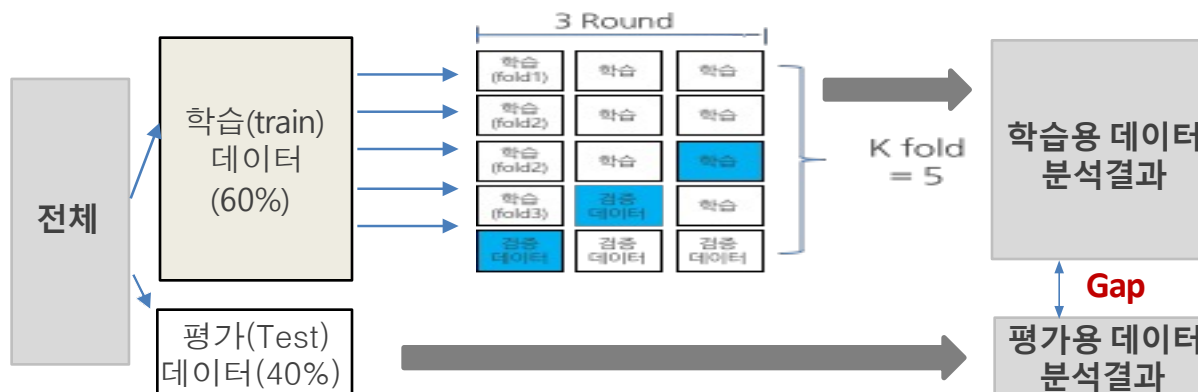 3 Round
전체
학습(train)
데이터
(60%)
학습
(fold1)
학습
학습
학습
(fold2)
학습
학습
학습
(fold2)
학습
학습
학습
(fold3)
검증
데이터
학습
검증
데이터
검증
데이터
검증
데이터
K fold
= 5
학습용 데이터
분석결과
Gap
평가(Test)
데이터(40%)
평가용 데이터
분석결과